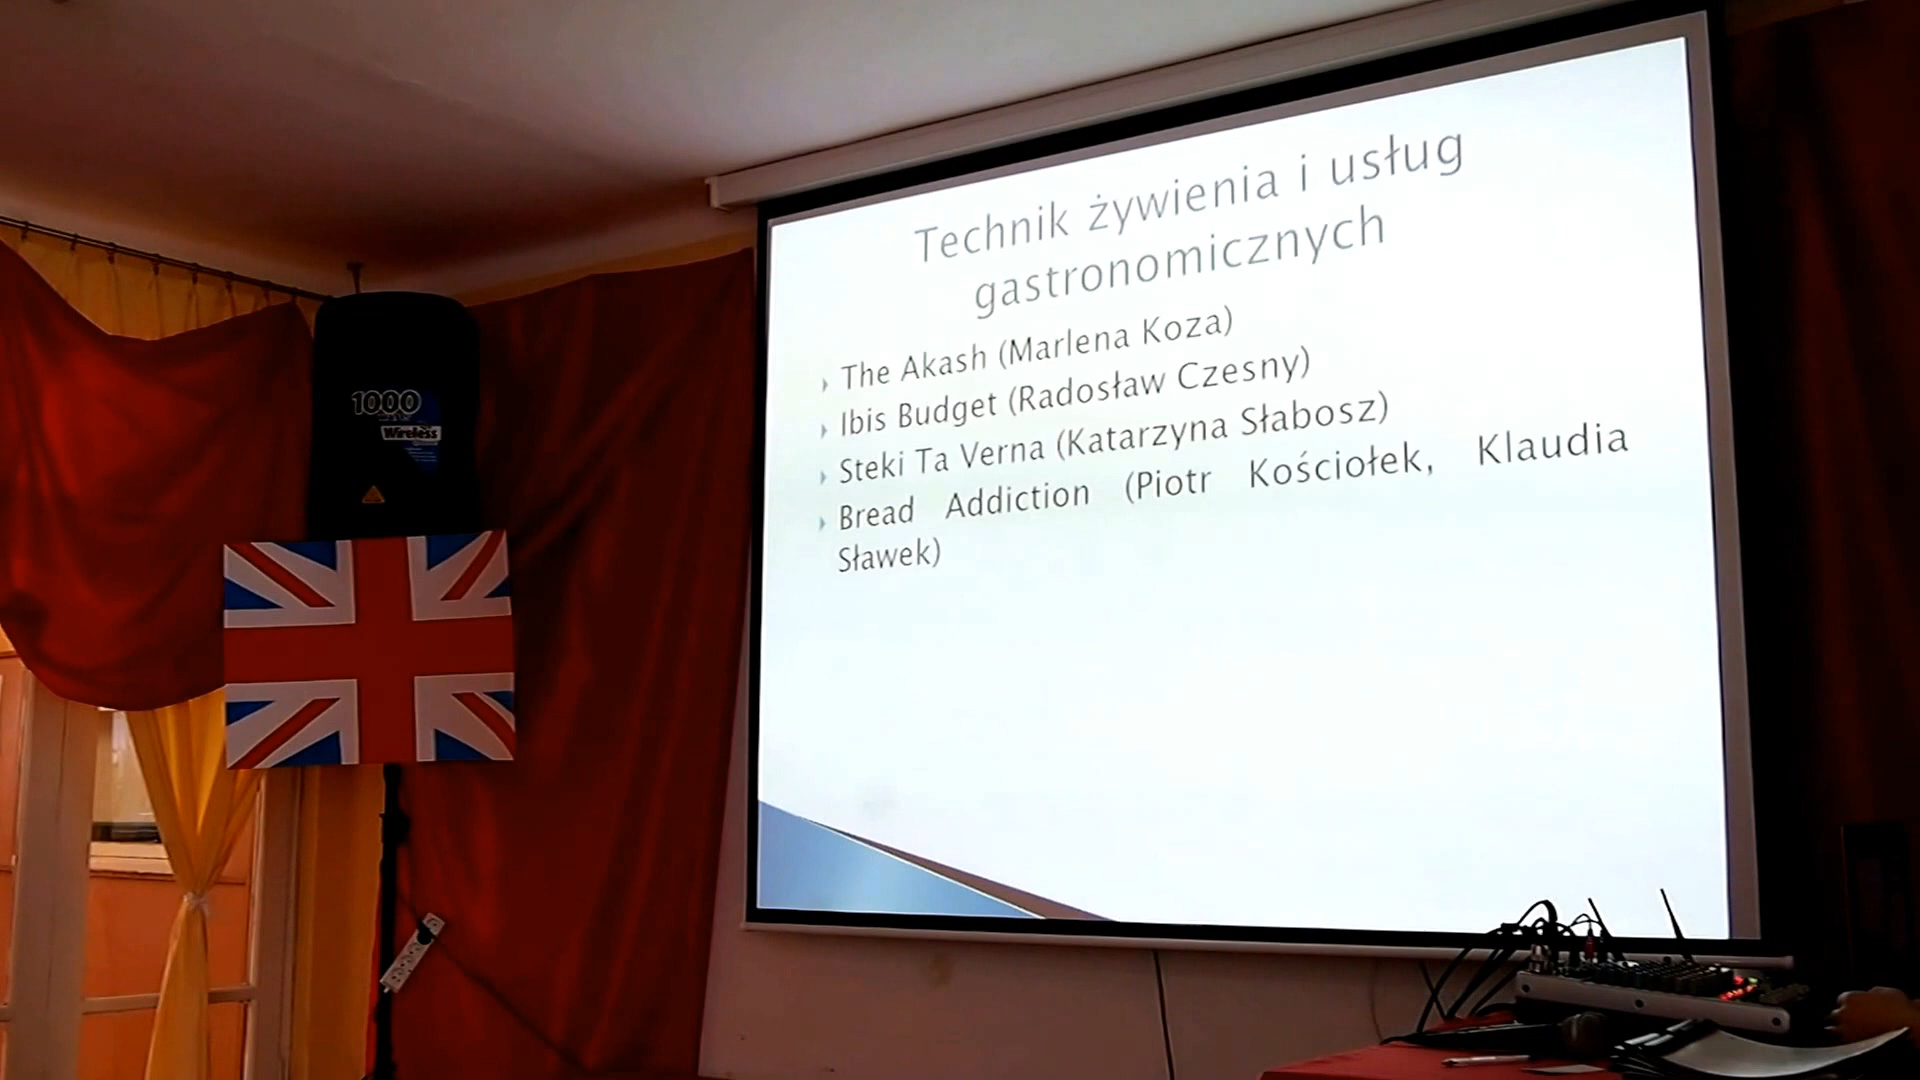 Technik żywienia i usług
gastronomicznych
The Akash (Marlena Koza)
Ibis Budget (Radosław Czesny)
Steki Ta Verna (Katarzyna Słabosz)
Bread Addiction (Piotr Kościołek, Klaudia
Sławek)
1000
Wireless